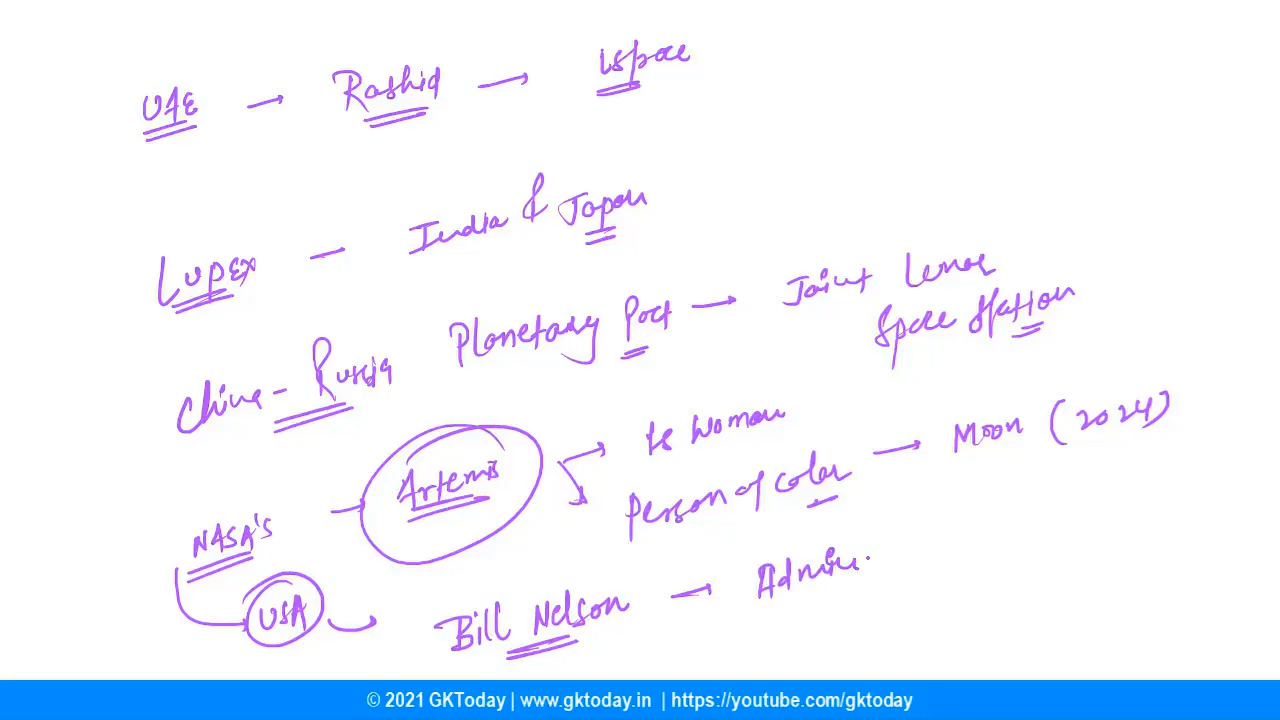 UAE → Rashid → ispace
Lupex — India & Japan
China - Russia Planetary Pact → Joint Lunar
Space Station
NASA's → Artemis → 1s Woman
Person of Color → Moon (2024)
USA Bill Nelson → Admin.
© 2021 GKToday | www.gktoday.in | https://youtube.com/gktoday